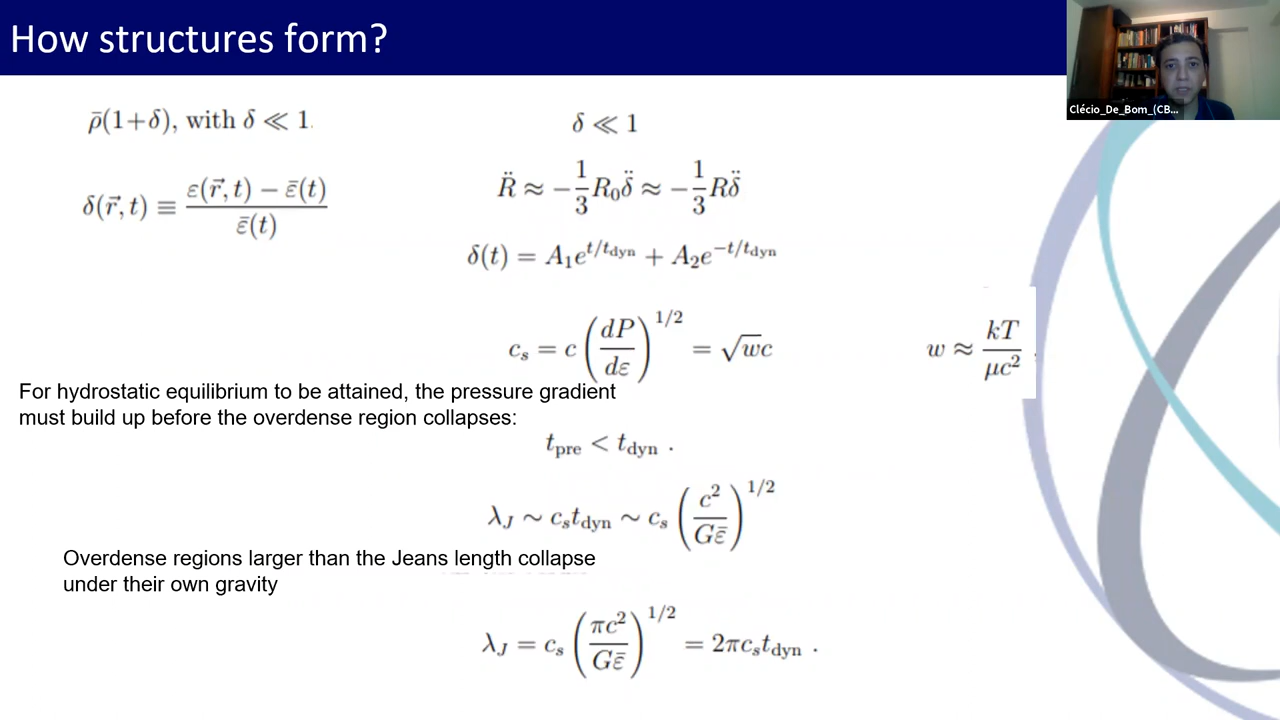 How structures form?
Clécio_De_Bom_(CB...
ρ̄(1+δ), with δ ≪ 1.
δ ≪ 1
δ(r⃗, t) ≡ (ε(r⃗, t) − ε̄(t)) / ε̄(t)
R̈ ≈ −(1/3)R₀δ̈ ≈ −(1/3)Rδ̈
δ(t) = A₁e^{t/t_dyn} + A₂e^{−t/t_dyn}
c_s = c (dP/dε)^{1/2} = √w c
w ≈ kT/μc²
For hydrostatic equilibrium to be attained, the pressure gradient
must build up before the overdense region collapses:
t_pre < t_dyn .
λ_J ∼ c_s t_dyn ∼ c_s (c²/Gε̄)^{1/2}
Overdense regions larger than the Jeans length collapse
under their own gravity
λ_J = c_s (πc²/Gε̄)^{1/2} = 2πc_s t_dyn .